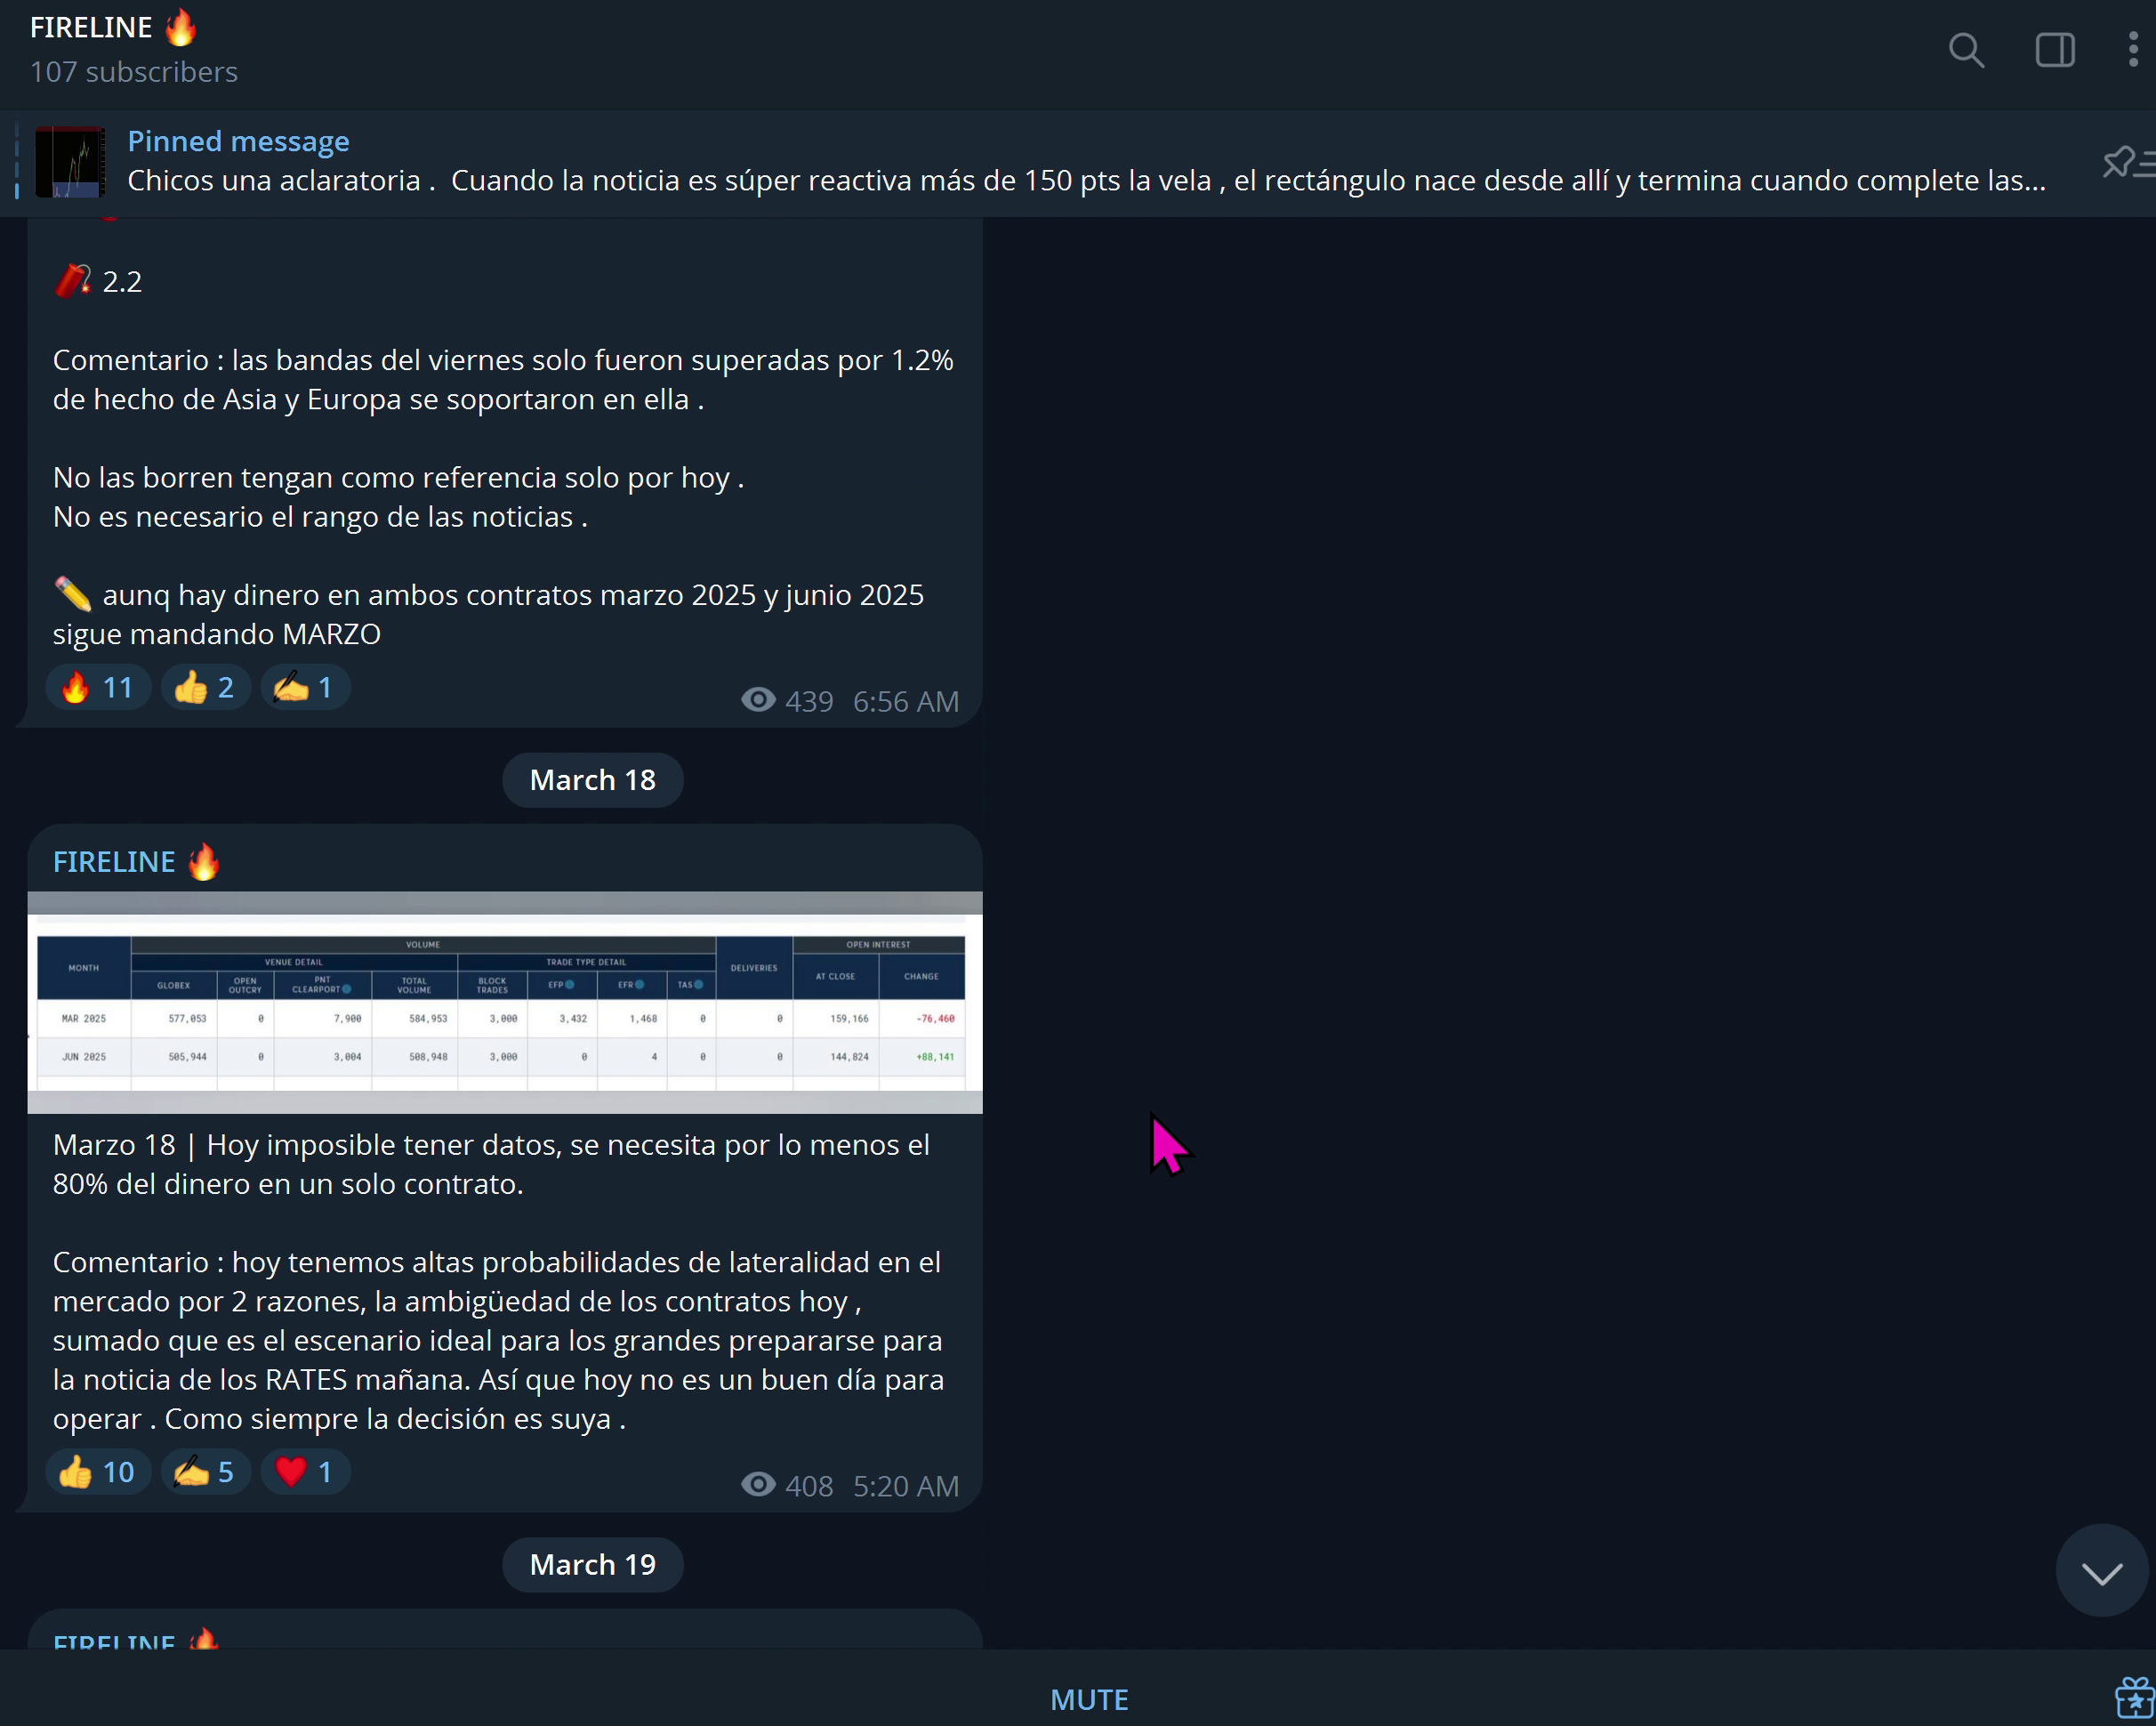 FIRELINE 🔥
107 subscribers
Pinned message
Chicos una aclaratoria .  Cuando la noticia es súper reactiva más de 150 pts la vela , el rectángulo nace desde allí y termina cuando complete las...
🧨 2.2
Comentario : las bandas del viernes solo fueron superadas por 1.2%
de hecho de Asia y Europa se soportaron en ella .
No las borren tengan como referencia solo por hoy .
No es necesario el rango de las noticias .
✏️ aunq hay dinero en ambos contratos marzo 2025 y junio 2025
sigue mandando MARZO
🔥 11 👍 2 ✍️ 1
439 6:56 AM
March 18
FIRELINE 🔥
VOLUME OPEN INTEREST
MONTH VENUE DETAIL TRADE TYPE DETAIL DELIVERIES AT CLOSE CHANGE
GLOBEX OPEN OUTCRY PNT CLEARPORT TOTAL VOLUME BLOCK TRADES EFP EFR TAS
MAR 2025 577,053 0 7,900 584,953 3,000 3,432 1,468 0 0 159,166 -76,460
JUN 2025 505,944 0 3,004 508,948 3,000 0 4 0 0 144,824 +88,141
Marzo 18 | Hoy imposible tener datos, se necesita por lo menos el
80% del dinero en un solo contrato.
Comentario : hoy tenemos altas probabilidades de lateralidad en el
mercado por 2 razones, la ambigüedad de los contratos hoy ,
sumado que es el escenario ideal para los grandes prepararse para
la noticia de los RATES mañana. Así que hoy no es un buen día para
operar . Como siempre la decisión es suya .
👍 10 ✍️ 5 ❤️ 1
408 5:20 AM
March 19
FIRELINE 🔥
MUTE